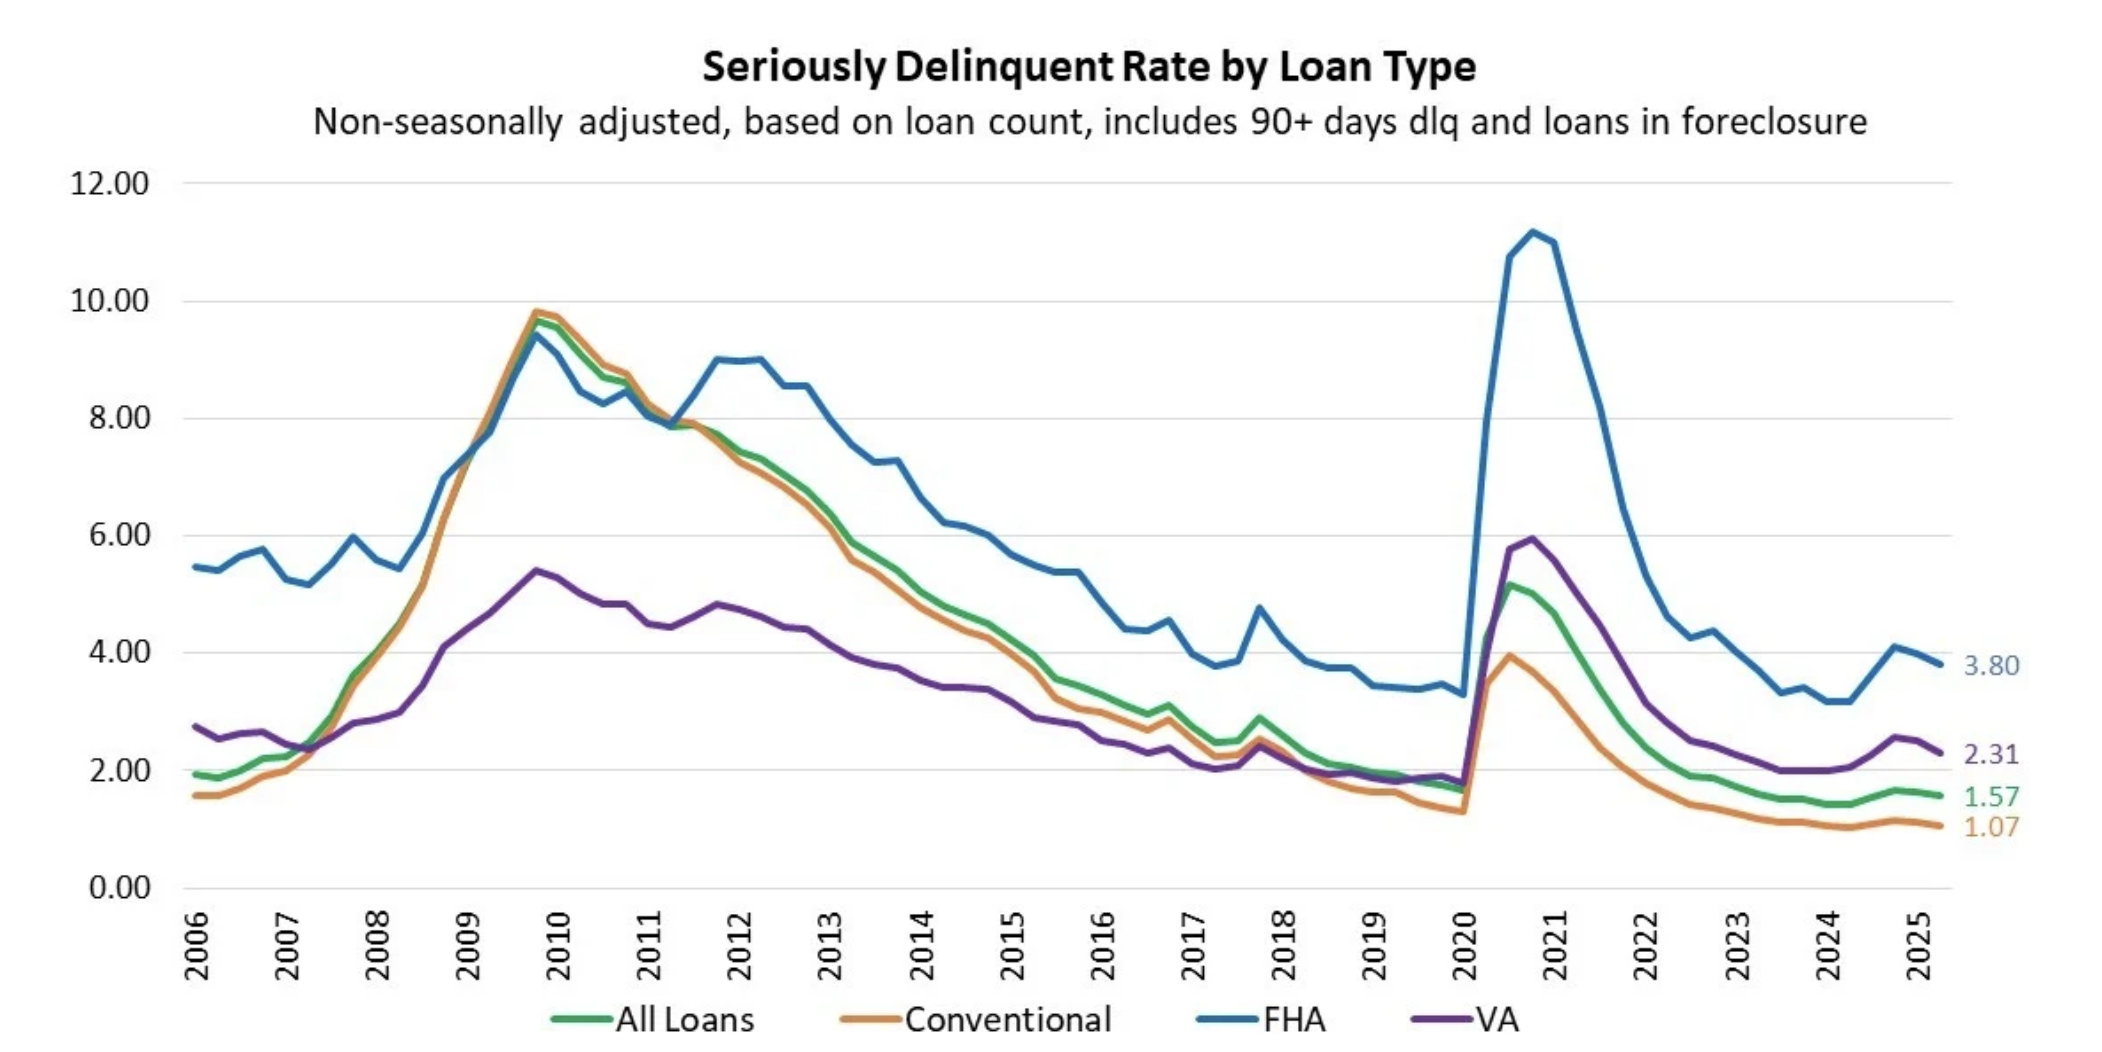 Seriously Delinquent Rate by Loan Type
Non-seasonally adjusted, based on loan count, includes 90+ days dlq and loans in foreclosure
12.00
10.00
8.00
6.00
4.00
2.00
0.00
3.80
2.31
1.57
1.07
2006 2007 2008 2009 2010 2011 2012 2013 2014 2015 2016 2017 2018 2019 2020 2021 2022 2023 2024 2025
All Loans Conventional FHA VA